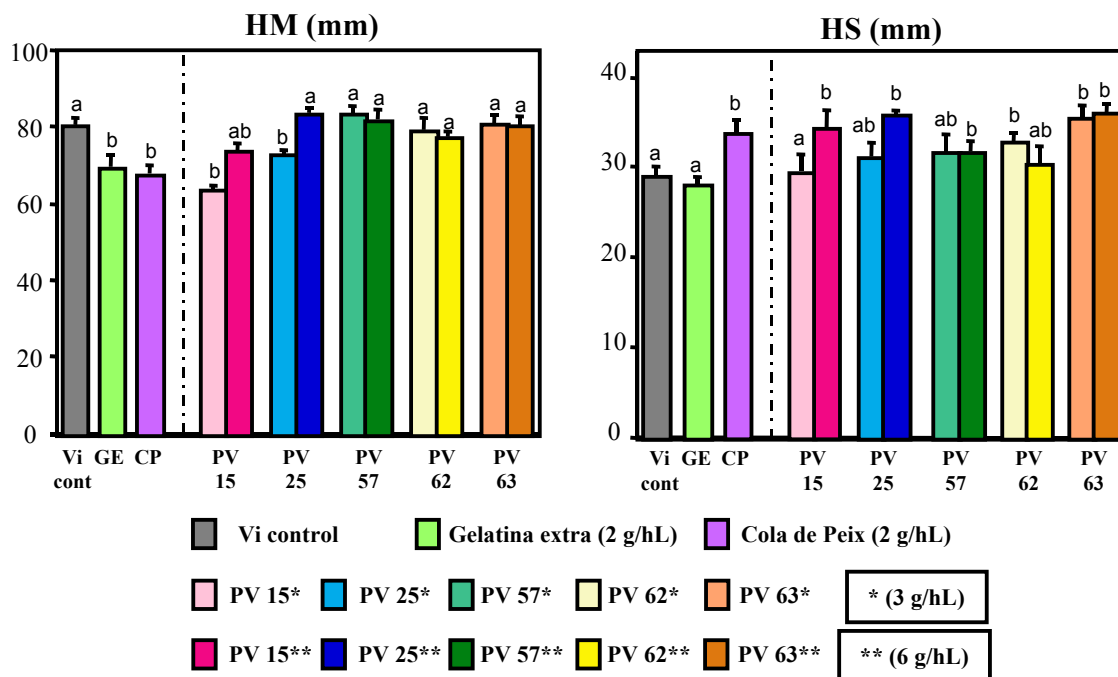 HM (mm)
HS (mm)
100
80
60
40
20
0
a b b b ab b a a a a a a a
Vi cont GE CP PV 15 PV 25 PV 57 PV 62 PV 63
40
30
20
10
0
a a b a b ab b ab b b ab b b
Vi cont GE CP PV 15 PV 25 PV 57 PV 62 PV 63
Vi control Gelatina extra (2 g/hL) Cola de Peix (2 g/hL)
PV 15* PV 25* PV 57* PV 62* PV 63* * (3 g/hL)
PV 15** PV 25** PV 57** PV 62** PV 63** ** (6 g/hL)